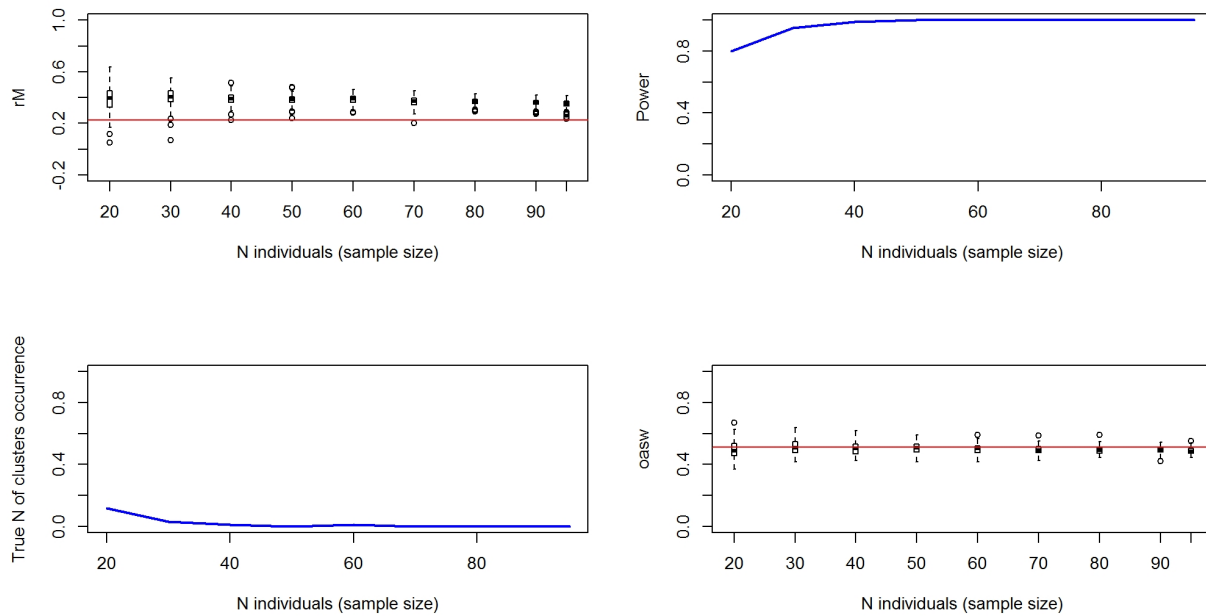 rM
1.0
0.6
0.2
-0.2
20 30 40 50 60 70 80 90
N individuals (sample size)
Power
0.8
0.4
0.0
20 40 60 80
N individuals (sample size)
True N of clusters occurrence
0.8
0.4
0.0
20 40 60 80
N individuals (sample size)
oasw
0.8
0.4
0.0
20 30 40 50 60 70 80 90
N individuals (sample size)